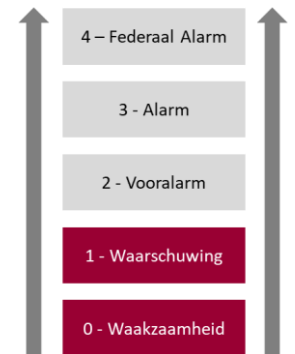 4 – Federaal Alarm
3 - Alarm
2 - Vooralarm
1 - Waarschuwing
0 - Waakzaamheid